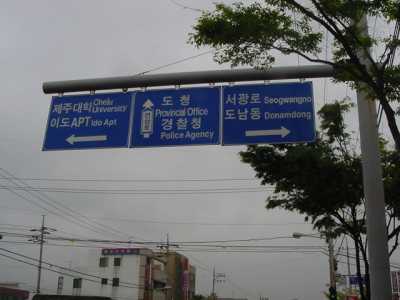 제주대학 Cheju University
이도APT Ido Apt
도 청
Provincial Office
경찰청
Police Agency
서광로 Seogwangno
도남동 Donamdong